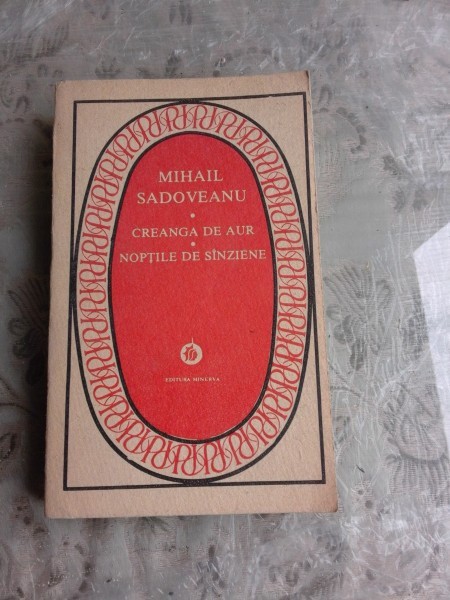 MIHAIL
SADOVEANU
CREANGA DE AUR
NOPȚILE DE SÎNZIENE
EDITURA MINERVA